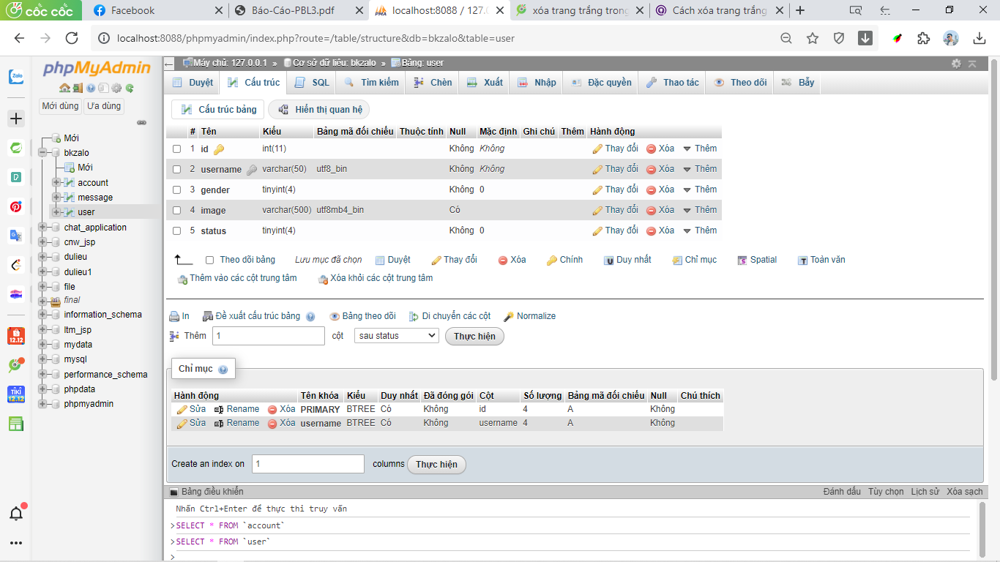 cốc cốc Facebook Báo-Cáo-PBL3.pdf localhost:8088 / 127.0 xóa trang trắng trong Cách xóa trang trắng
localhost:8088/phpmyadmin/index.php?route=/table/structure&db=bkzalo&table=user
phpMyAdmin
Mới dùng Ưa dùng
Mới
bkzalo
Mới
account
message
user
chat_application
cnw_jsp
dulieu
dulieu1
file
final
information_schema
ltm_jsp
mydata
mysql
performance_schema
phpdata
phpmyadmin
Zalo
12.12
TIKI
12.12
Máy chủ: 127.0.0.1 » Cơ sở dữ liệu: bkzalo » Bảng: user
Duyệt Cấu trúc SQL Tìm kiếm Chèn Xuất Nhập Đặc quyền Thao tác Theo dõi Bẫy
Cấu trúc bảng Hiển thị quan hệ
# Tên Kiểu Bảng mã đối chiếu Thuộc tính Null Mặc định Ghi chú Thêm Hành động
1 id int(11) Không Không Thay đổi Xóa Thêm
2 username varchar(50) utf8_bin Không Không Thay đổi Xóa Thêm
3 gender tinyint(4) Không 0 Thay đổi Xóa Thêm
4 image varchar(500) utf8mb4_bin Có Thay đổi Xóa Thêm
5 status tinyint(4) Không 0 Thay đổi Xóa Thêm
Theo dõi bảng Lưu mục đã chọn Duyệt Thay đổi Xóa Chính Duy nhất Chỉ mục Spatial Toàn văn
Thêm vào các cột trung tâm Xóa khỏi các cột trung tâm
In Đề xuất cấu trúc bảng Bảng theo dõi Di chuyển các cột Normalize
Thêm 1 cột sau status Thực hiện
Chỉ mục
Hành động Tên khóa Kiểu Duy nhất Đã đóng gói Cột Số lượng Bảng mã đối chiếu Null Chú thích
Sửa Rename Xóa PRIMARY BTREE Có Không id 4 A Không
Sửa Rename Xóa username BTREE Có Không username 4 A Không
Create an index on 1 columns Thực hiện
Bảng điều khiển Đánh dấu Tùy chọn Lịch sử Xóa sạch
Nhấn Ctrl+Enter để thực thi truy vấn
>SELECT * FROM `account`
>SELECT * FROM `user`
>